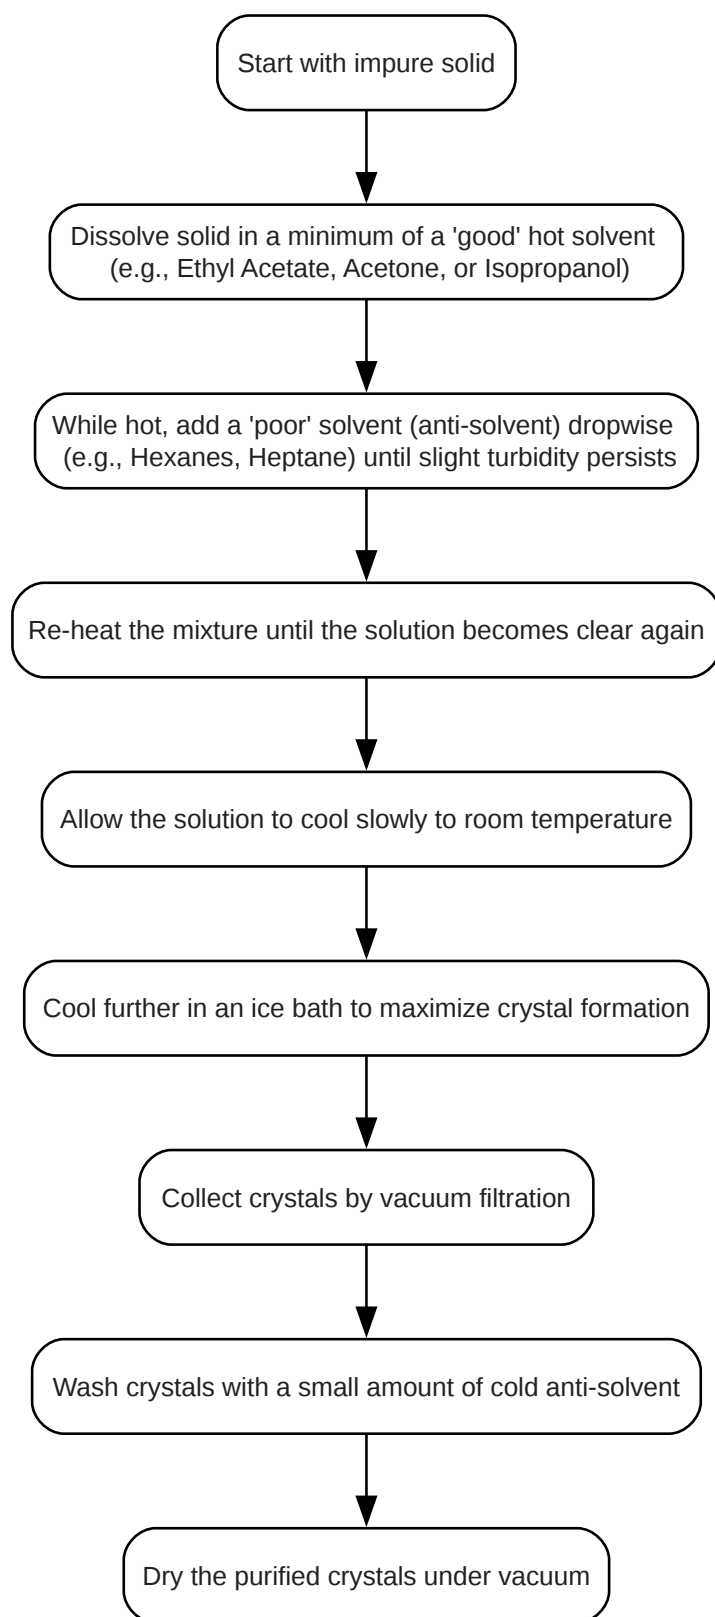 Start with impure solid
Dissolve solid in a minimum of a 'good' hot solvent
(e.g., Ethyl Acetate, Acetone, or Isopropanol)
While hot, add a 'poor' solvent (anti-solvent) dropwise
(e.g., Hexanes, Heptane) until slight turbidity persists
Re-heat the mixture until the solution becomes clear again
Allow the solution to cool slowly to room temperature
Cool further in an ice bath to maximize crystal formation
Collect crystals by vacuum filtration
Wash crystals with a small amount of cold anti-solvent
Dry the purified crystals under vacuum